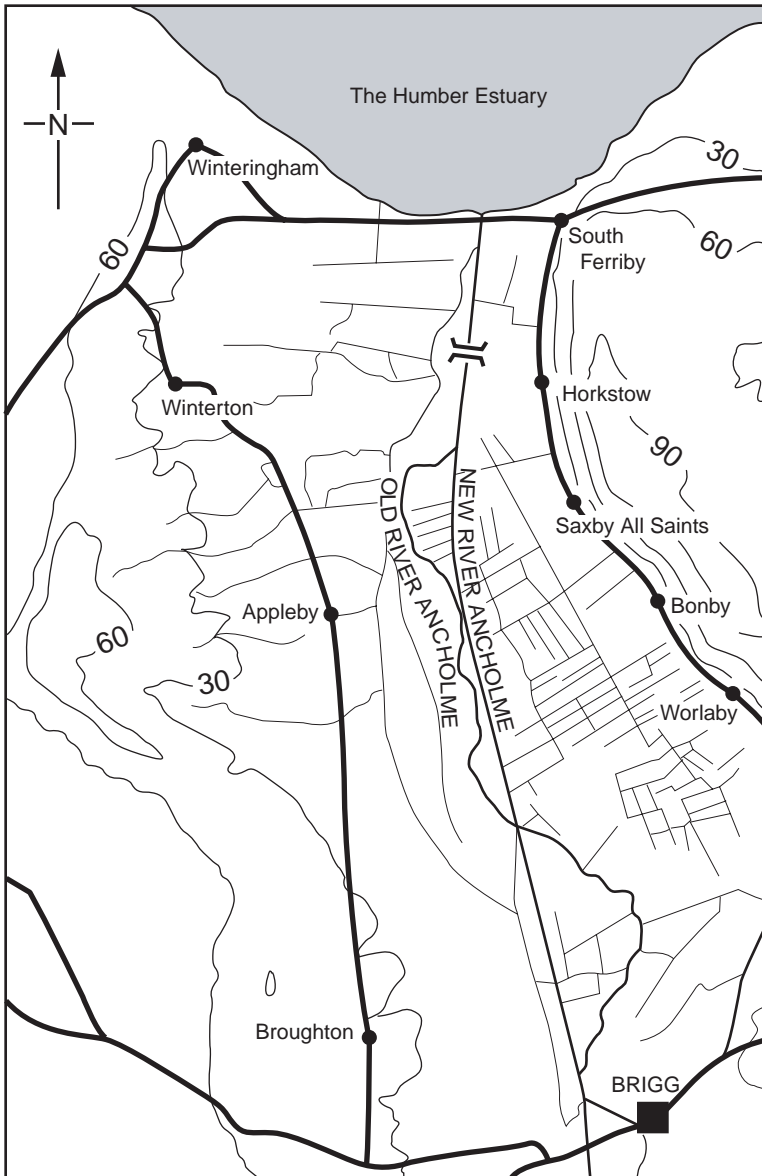 The Humber Estuary
N
Winteringham
30
South
Ferriby
60
60
Horkstow
Winterton
90
OLD RIVER ANCHOLME
NEW RIVER ANCHOLME
Saxby All Saints
Bonby
Appleby
60
30
Worlaby
Broughton
BRIGG